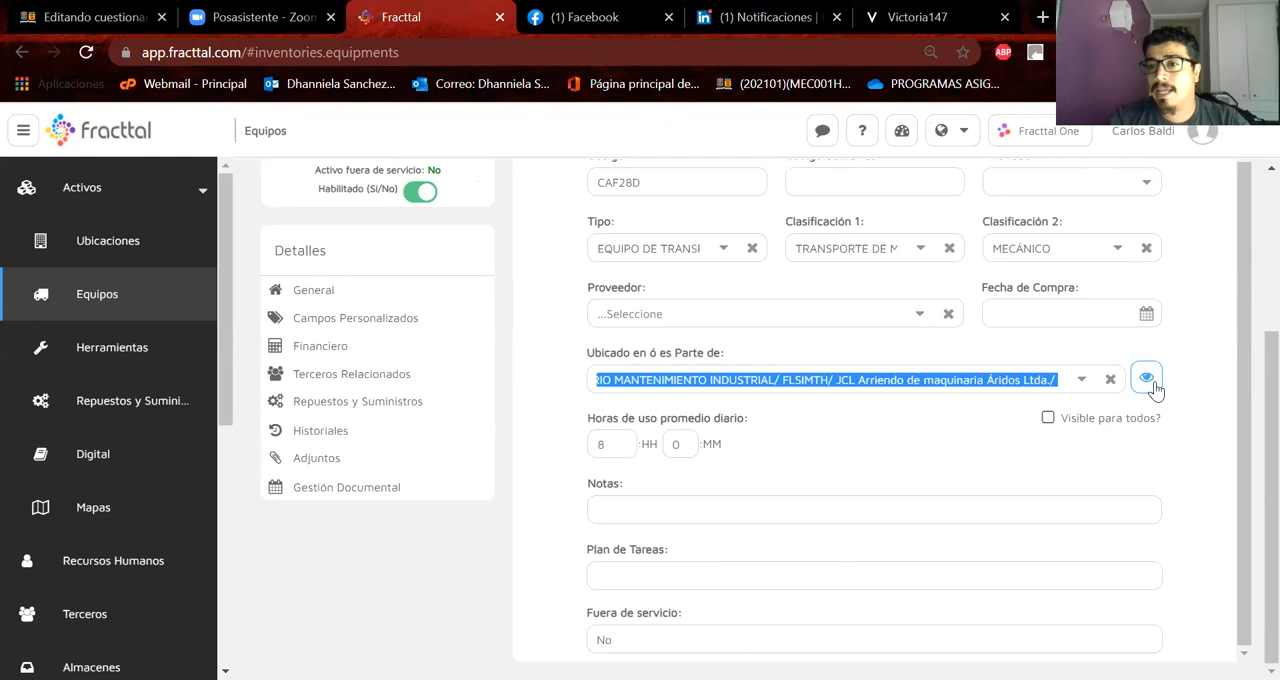 Editando cuestionar
Posasistente - Zoom
Fracttal
(1) Facebook
(1) Notificaciones |
Victoria147
app.fracttal.com/#inventories.equipments
ABP
Aplicaciones
Webmail - Principal
Dhanniela Sanchez...
Correo: Dhanniela S...
Página principal de...
(202101)(MEC001H...
PROGRAMAS ASIG...
fracttal
Equipos
?
Fracttal One
Carlos Baldi
Activos
Ubicaciones
Equipos
Herramientas
Repuestos y Sumini...
Digital
Mapas
Recursos Humanos
Terceros
Almacenes
Activo fuera de servicio: No
Habilitado (Si/No)
Detalles
General
Campos Personalizados
Financiero
Terceros Relacionados
Repuestos y Suministros
Historiales
Adjuntos
Gestión Documental
CAF28D
Tipo:
Clasificación 1:
Clasificación 2:
EQUIPO DE TRANSI
TRANSPORTE DE M
MECÁNICO
Proveedor:
Fecha de Compra:
...Seleccione
Ubicado en ó es Parte de:
RIO MANTENIMIENTO INDUSTRIAL/ FLSIMTH/ JCL Arriendo de maquinaria Áridos Ltda./
Horas de uso promedio diario:
Visible para todos?
8 :HH 0 :MM
Notas:
Plan de Tareas:
Fuera de servicio:
No